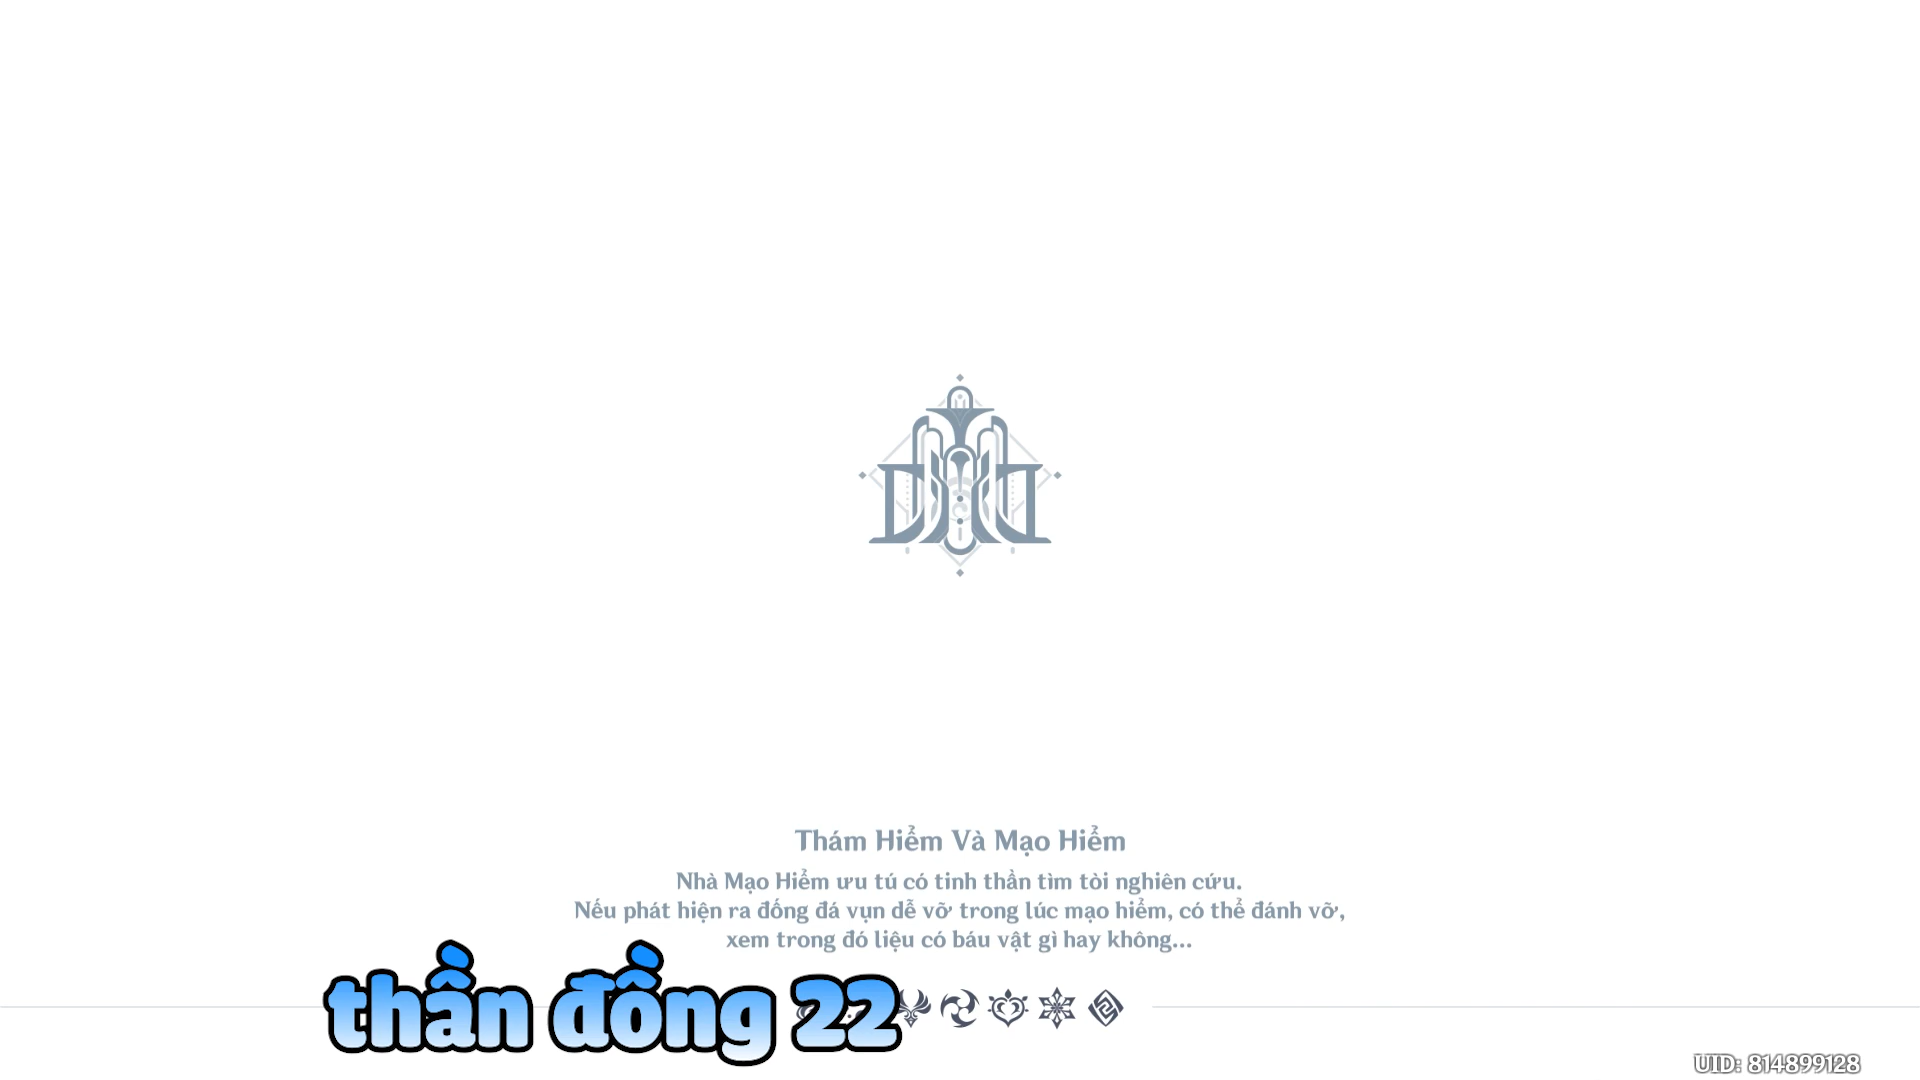 Thám Hiểm Và Mạo Hiểm
Nhà Mạo Hiểm ưu tú có tinh thần tìm tòi nghiên cứu.
Nếu phát hiện ra đống đá vụn dễ vỡ trong lúc mạo hiểm, có thể đánh vỡ,
xem trong đó liệu có báu vật gì hay không...
thần đồng 22
UID: 814899128